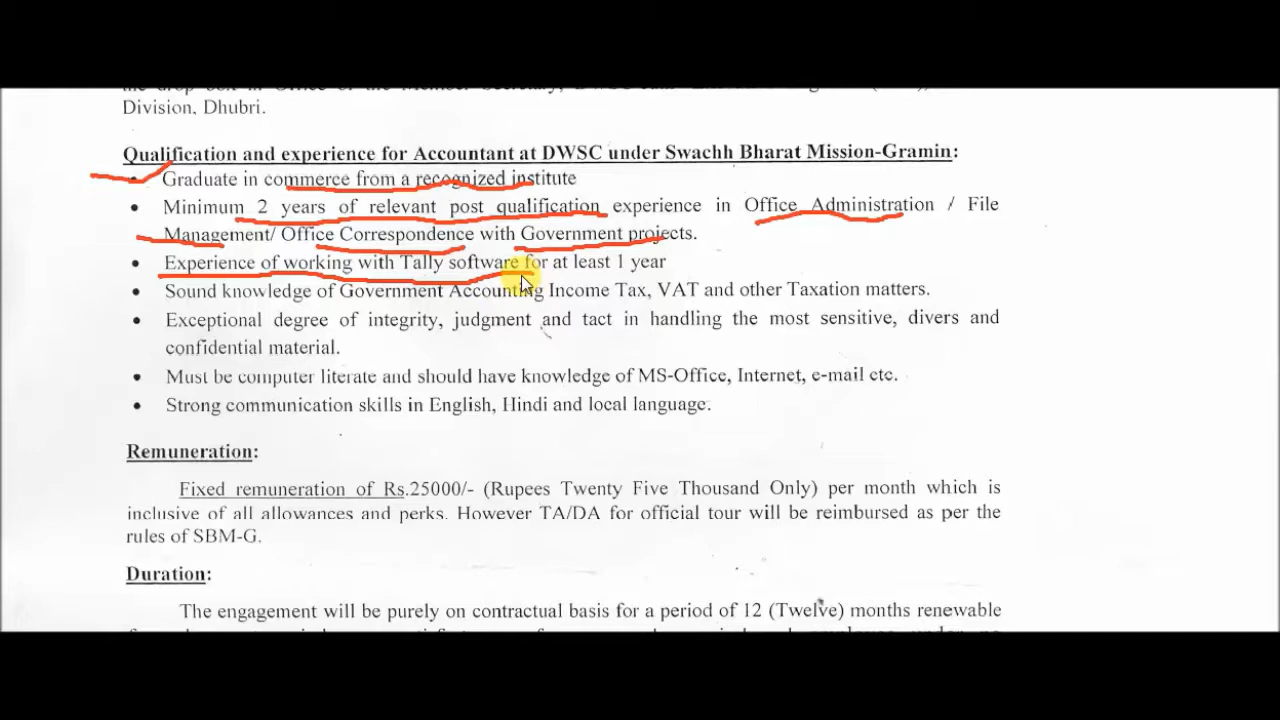 Division, Dhubri.
Qualification and experience for Accountant at DWSC under Swachh Bharat Mission-Gramin:
• Graduate in commerce from a recognized institute
• Minimum 2 years of relevant post qualification experience in Office Administration / File
Management/ Office Correspondence with Government projects.
• Experience of working with Tally software for at least 1 year
• Sound knowledge of Government Accounting Income Tax, VAT and other Taxation matters.
• Exceptional degree of integrity, judgment and tact in handling the most sensitive, divers and
confidential material.
• Must be computer literate and should have knowledge of MS-Office, Internet, e-mail etc.
• Strong communication skills in English, Hindi and local language.
Remuneration:
Fixed remuneration of Rs.25000/- (Rupees Twenty Five Thousand Only) per month which is
inclusive of all allowances and perks. However TA/DA for official tour will be reimbursed as per the
rules of SBM-G.
Duration:
The engagement will be purely on contractual basis for a period of 12 (Twelve) months renewable